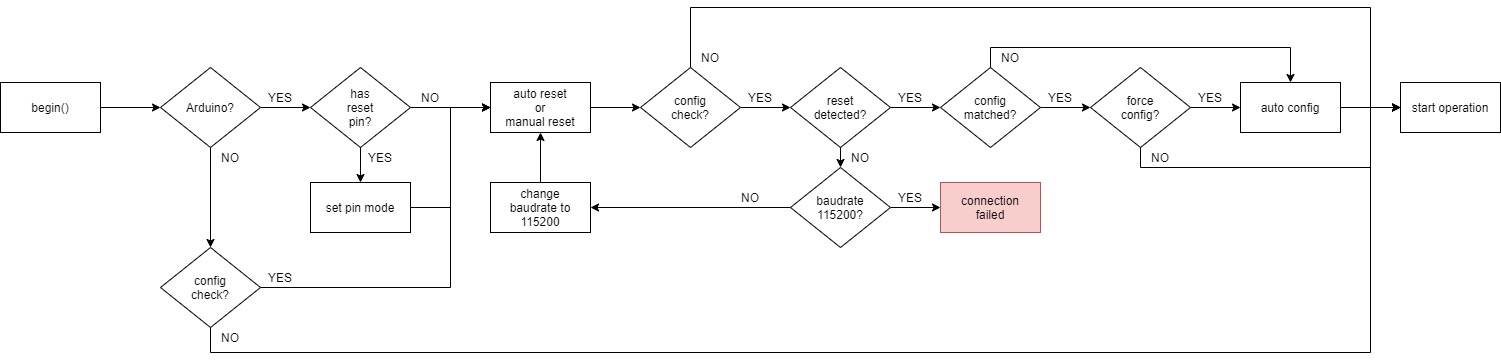 NO
NO
begin()
Arduino?
YES
has
reset
pin?
NO
auto reset
or
manual reset
config
check?
YES
reset
detected?
YES
config
matched?
YES
force
config?
YES
auto config
start operation
NO
YES
NO
NO
set pin mode
change
baudrate to
115200
NO
baudrate
115200?
YES
connection
failed
config
check?
YES
NO